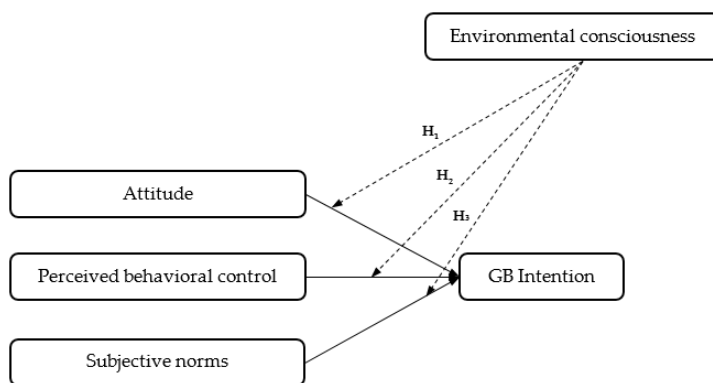 Environmental consciousness
H₁
H₂
Attitude
H₃
Perceived behavioral control
GB Intention
Subjective norms